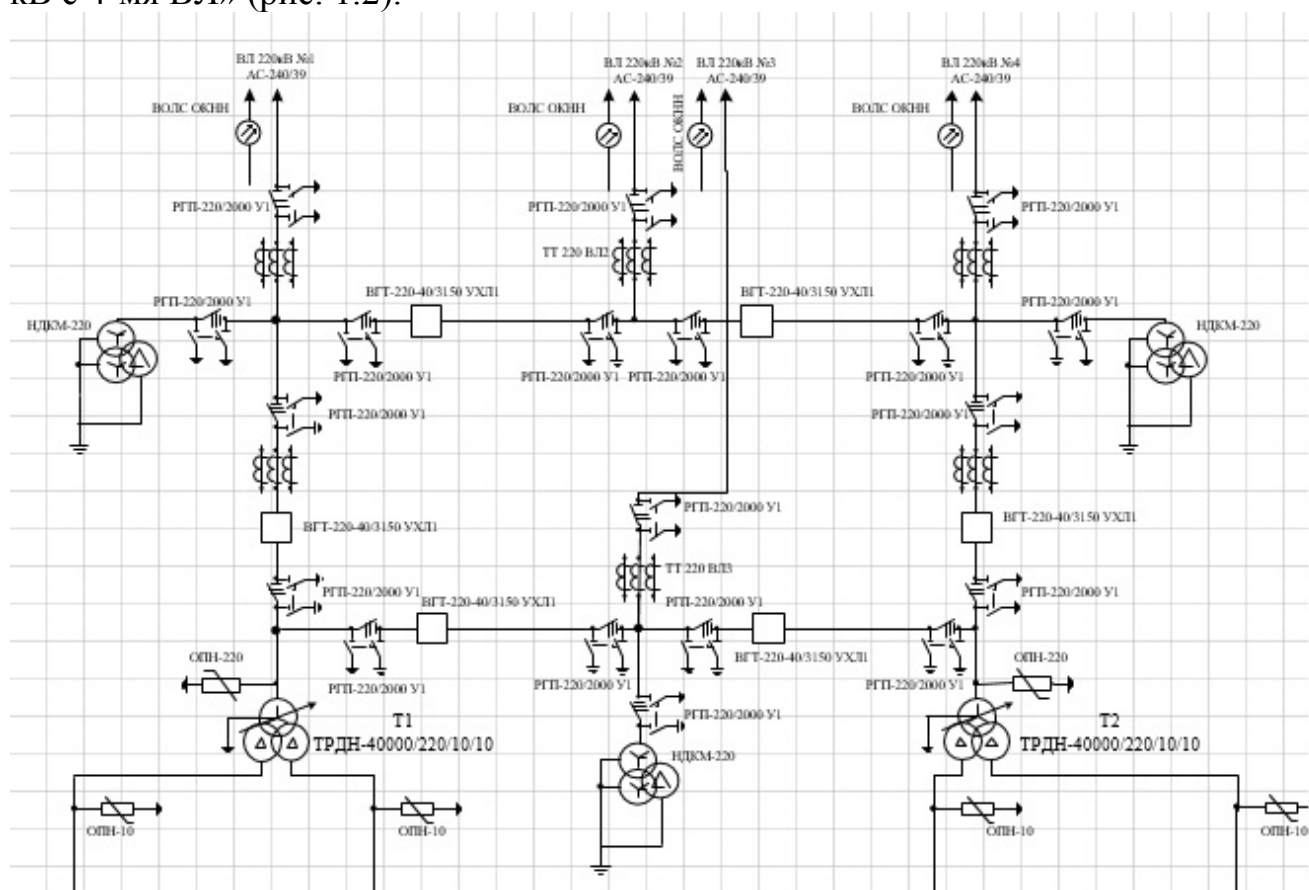 кВ с 4-мя ВЛ» (рис. 1.2).
ВЛ 220кВ №1
АС-240/39
ВЛ 220кВ №2
АС-240/39
ВЛ 220кВ №3
АС-240/39
ВЛ 220кВ №4
АС-240/39
ВОЛС ОКНН
ВОЛС ОКНН
ВОЛС ОКНН
ВОЛС ОКНН
РГП-220/2000 У1
РГП-220/2000 У1
РГП-220/2000 У1
ТТ 220 ВЛ2
РГП-220/2000 У1
ВГТ-220-40/3150 УХЛ1
ВГТ-220-40/3150 УХЛ1
РГП-220/2000 У1
НДКМ-220
НДКМ-220
РГП-220/2000 У1
РГП-220/2000 У1
РГП-220/2000 У1
РГП-220/2000 У1
РГП-220/2000 У1
РГП-220/2000 У1
РГП-220/2000 У1
ВГТ-220-40/3150 УХЛ1
ВГТ-220-40/3150 УХЛ1
ТТ 220 ВЛ3
РГП-220/2000 У1
РГП-220/2000 У1
ВГТ-220-40/3150 УХЛ1
РГП-220/2000 У1
ОПН-220
ВГТ-220-40/3150 УХЛ1
ОПН-220
РГП-220/2000 У1
РГП-220/2000 У1
РГП-220/2000 У1
Т1
ТРДН-40000/220/10/10
РГП-220/2000 У1
Т2
ТРДН-40000/220/10/10
НДКМ-220
ОПН-10
ОПН-10
ОПН-10
ОПН-10